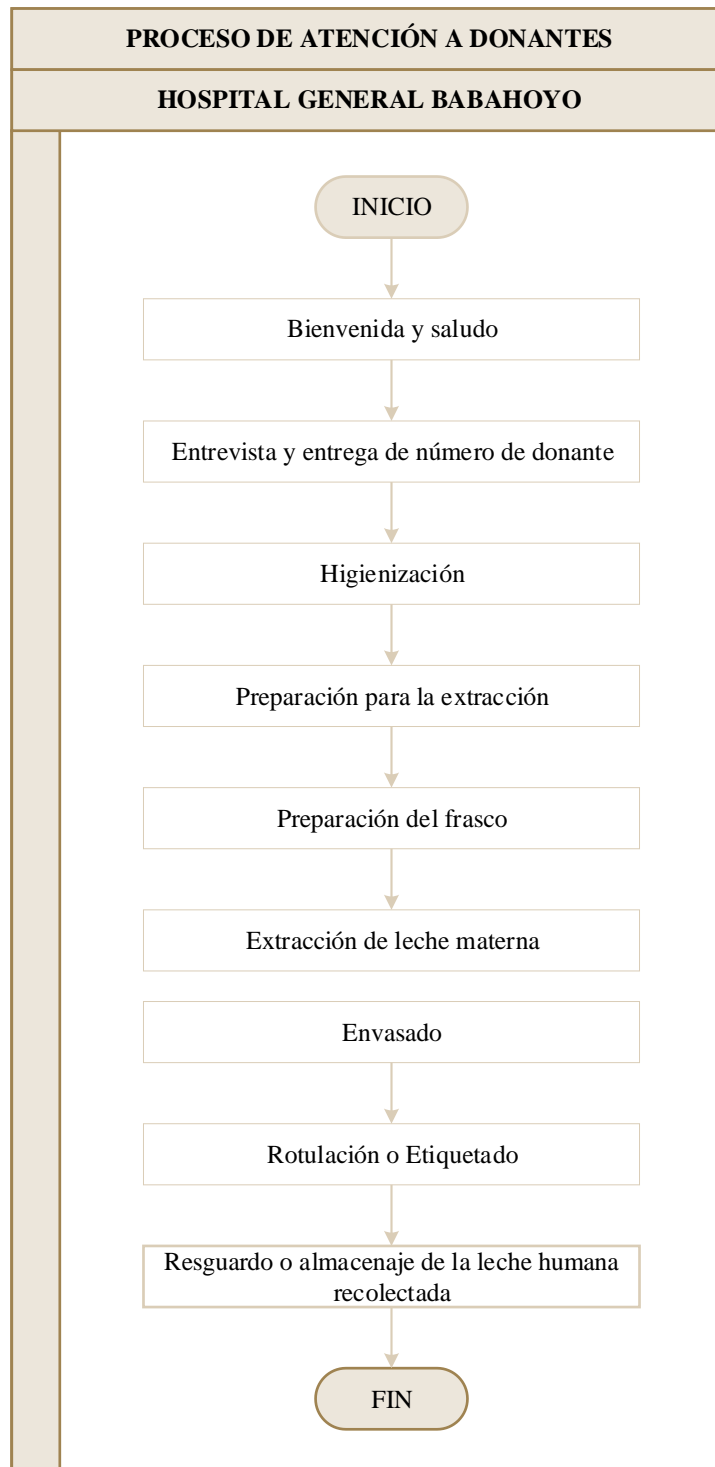 PROCESO DE ATENCIÓN A DONANTES
HOSPITAL GENERAL BABAHOYO
INICIO
Bienvenida y saludo
Entrevista y entrega de número de donante
Higienización
Preparación para la extracción
Preparación del frasco
Extracción de leche materna
Envasado
Rotulación o Etiquetado
Resguardo o almacenaje de la leche humana
recolectada
FIN